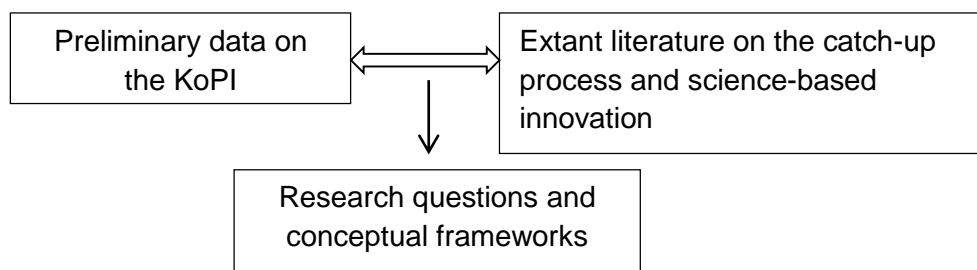 Preliminary data on
the KoPI
Extant literature on the catch-up
process and science-based
innovation
Research questions and
conceptual frameworks